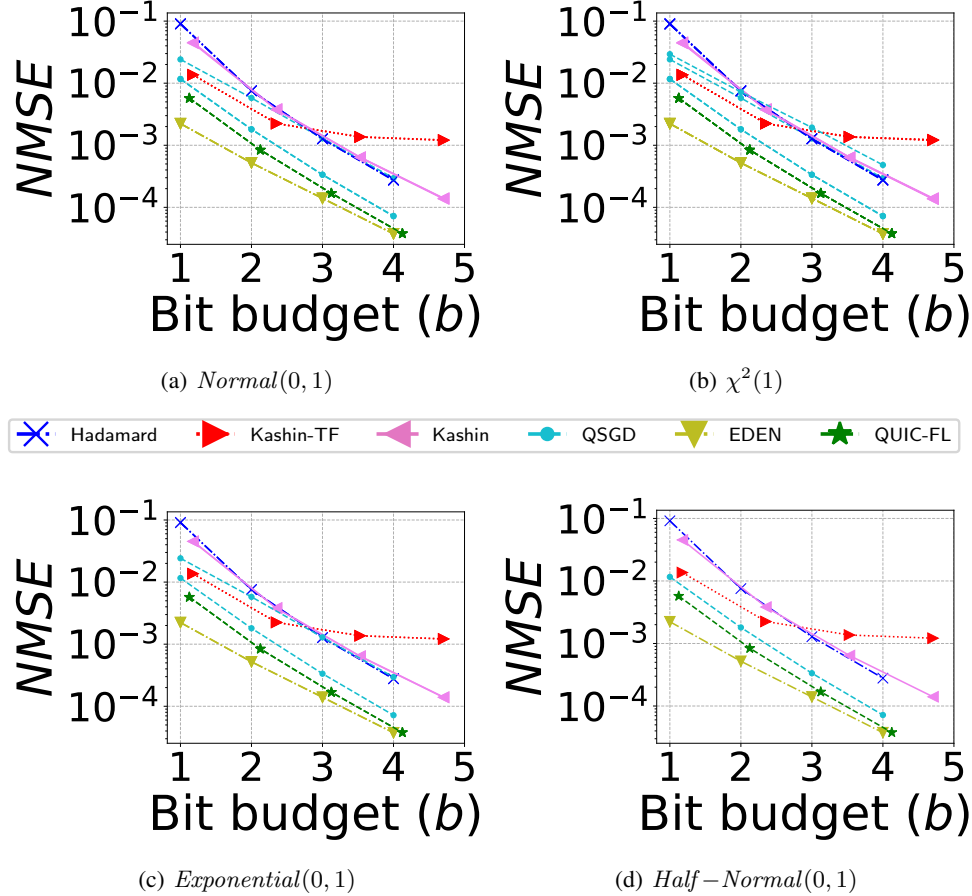 NMSE
10⁻¹
10⁻²
10⁻³
10⁻⁴
1 2 3 4 5
Bit budget (b)
(a) Normal(0, 1)
NMSE
10⁻¹
10⁻²
10⁻³
10⁻⁴
1 2 3 4 5
Bit budget (b)
(b) χ²(1)
Hadamard Kashin-TF Kashin QSGD EDEN QUIC-FL
NMSE
10⁻¹
10⁻²
10⁻³
10⁻⁴
1 2 3 4 5
Bit budget (b)
(c) Exponential(0, 1)
NMSE
10⁻¹
10⁻²
10⁻³
10⁻⁴
1 2 3 4 5
Bit budget (b)
(d) Half−Normal(0, 1)